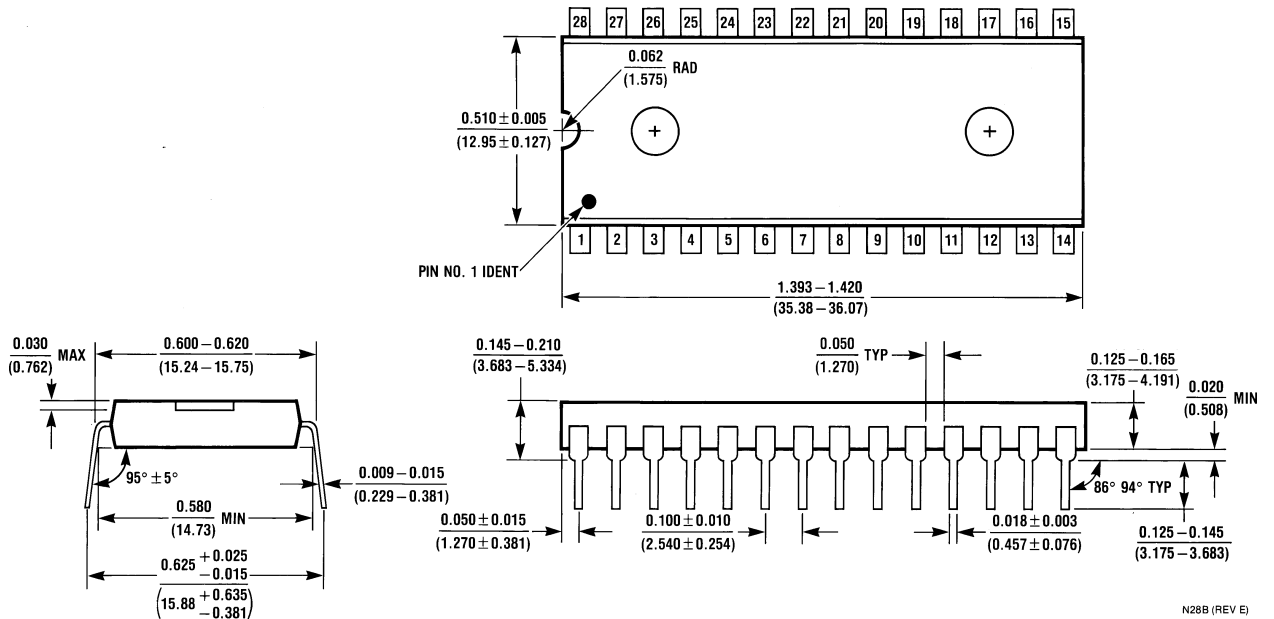 28 27 26 25 24 23 22 21 20 19 18 17 16 15
0.062
(1.575)
RAD
0.510 ± 0.005
(12.95 ± 0.127)
PIN NO. 1 IDENT
1 2 3 4 5 6 7 8 9 10 11 12 13 14
1.393 – 1.420
(35.38 – 36.07)
0.030
(0.762)
MAX
0.600 – 0.620
(15.24 – 15.75)
95° ± 5°
0.009 – 0.015
(0.229 – 0.381)
0.580
(14.73)
MIN
0.625 + 0.025
– 0.015
(15.88 + 0.635
– 0.381)
0.145 – 0.210
(3.683 – 5.334)
0.050
(1.270)
TYP
0.125 – 0.165
(3.175 – 4.191)
0.020
(0.508)
MIN
86° 94° TYP
0.050 ± 0.015
(1.270 ± 0.381)
0.100 ± 0.010
(2.540 ± 0.254)
0.018 ± 0.003
(0.457 ± 0.076)
0.125 – 0.145
(3.175 – 3.683)
N28B (REV E)